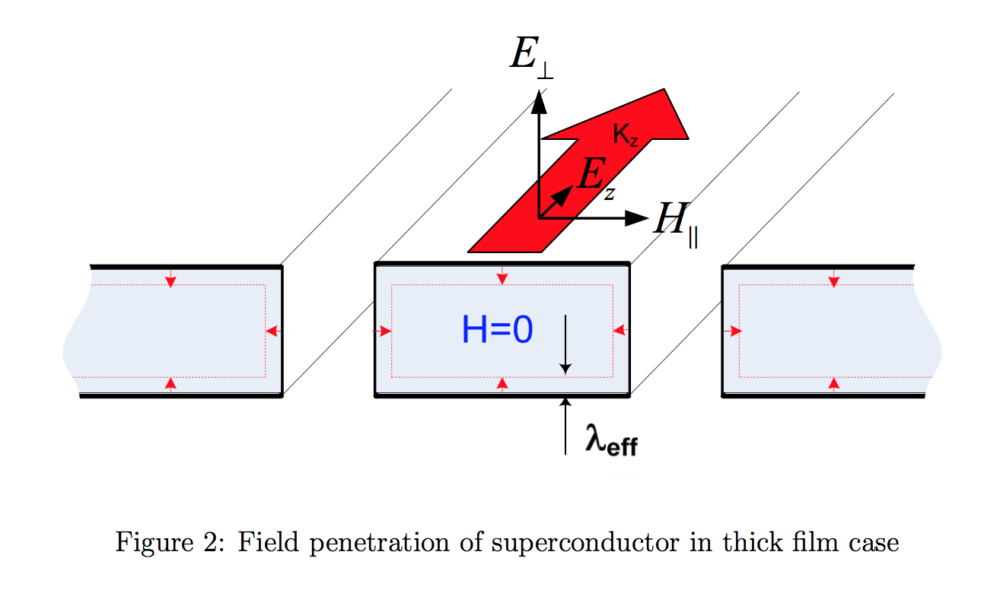 E⊥
Kz
Ez
H||
H=0
λeff
Figure 2: Field penetration of superconductor in thick film case